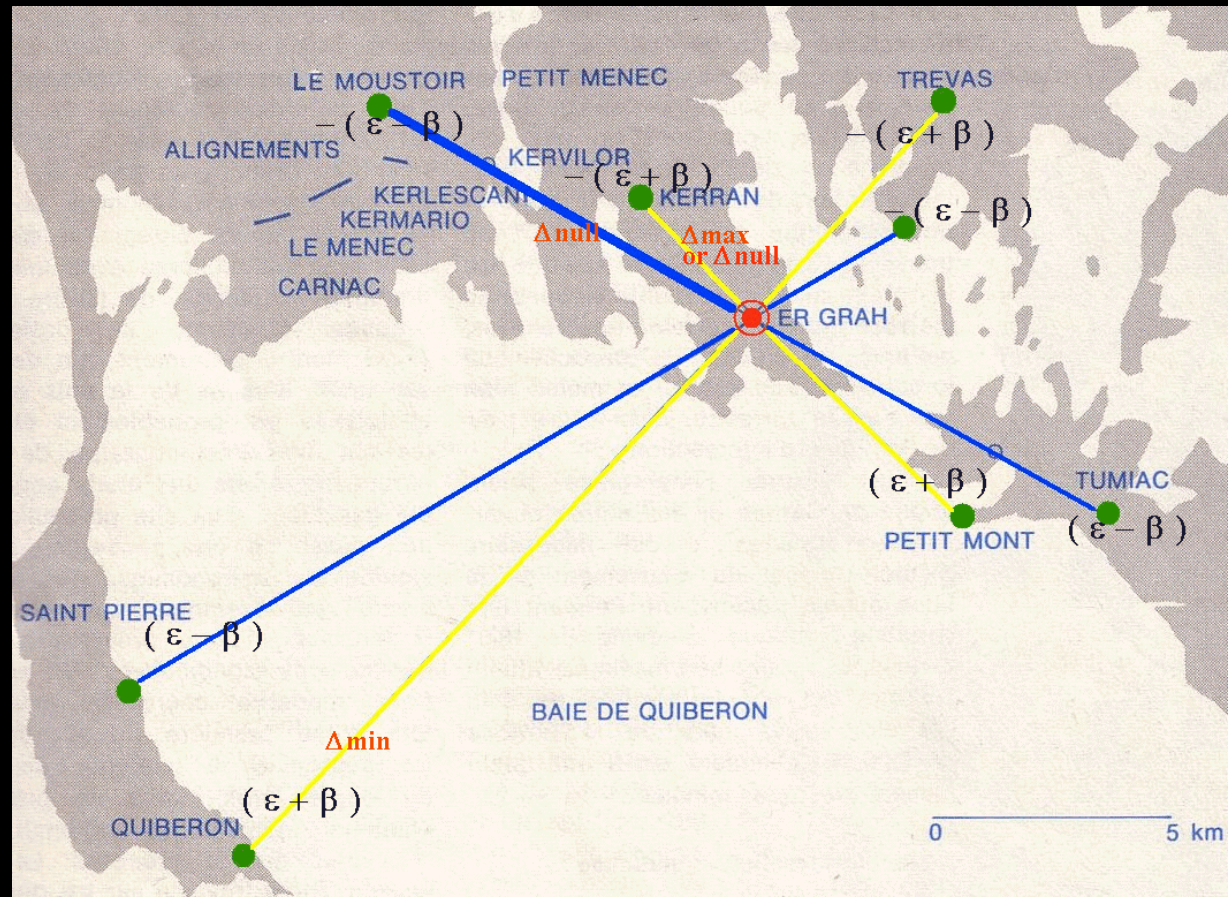 LE MOUSTOIR
PETIT MENEC
TREVAS
– ( ε – β )
– ( ε + β )
ALIGNEMENTS
KERVILOR
– ( ε + β )
KERLESCANT
KERRAN
KERMARIO
– ( ε – β )
Δnull
Δmax
or Δnull
LE MENEC
CARNAC
ER GRAH
( ε + β )
TUMIAC
( ε – β )
PETIT MONT
SAINT PIERRE
( ε – β )
BAIE DE QUIBERON
Δmin
( ε + β )
QUIBERON
0 5 km